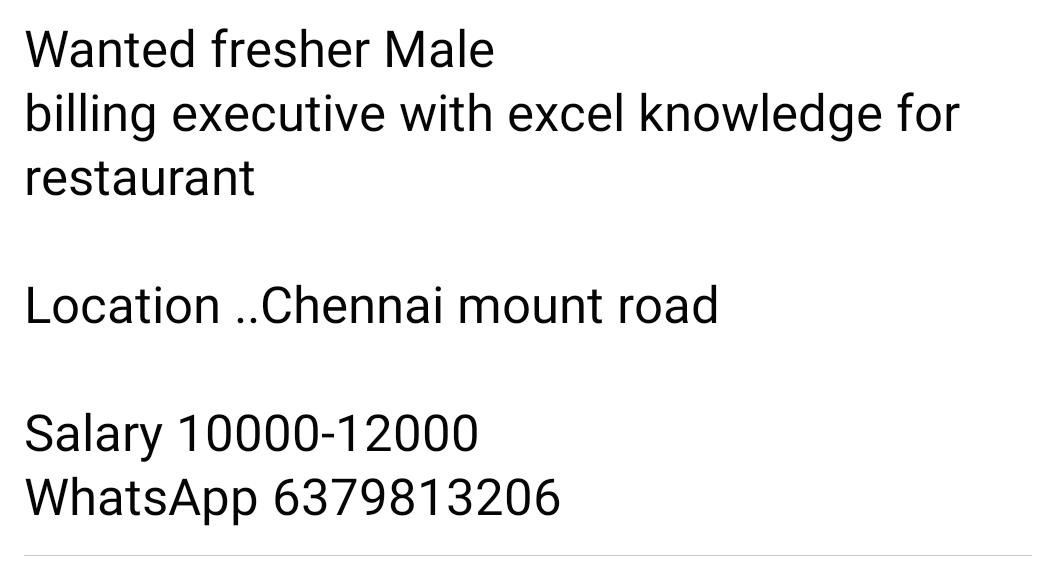 Wanted fresher Male
billing executive with excel knowledge for
restaurant
Location ..Chennai mount road
Salary 10000-12000
WhatsApp 6379813206